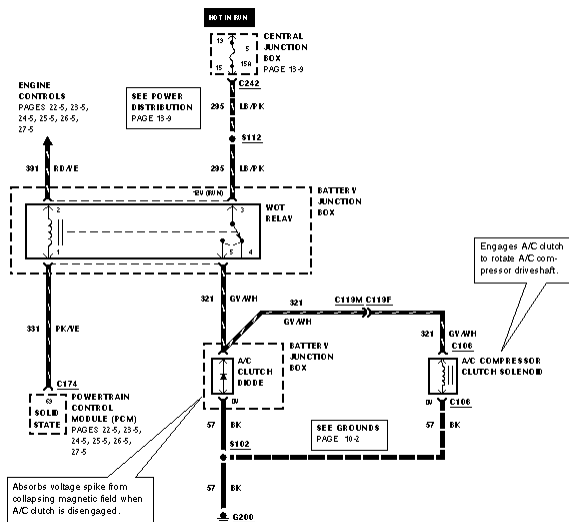 HOT IN RUN
19
5
15
15A
CENTRAL
JUNCTION
BOX
PAGE 13-9
C242
295 LB/PK
S112
295 LB/PK
SEE POWER
DISTRIBUTION
PAGE 13-9
ENGINE
CONTROLS
PAGES 22-5, 23-5,
24-5, 25-5, 26-5,
27-5
391 RD/YE
12V (RUN)
BATTERY
JUNCTION
BOX
2
3
WOT
RELAY
1
5
4
Engages A/C clutch
to rotate A/C com-
pressor driveshaft.
321 GY/WH
321
GY/WH
C119M C119F
321 GY/WH
C106
331 PK/YE
BATTERY
JUNCTION
BOX
A/C
CLUTCH
DIODE
0V
A/C COMPRESSOR
CLUTCH SOLENOID
0V
C106
C174
63
SOLID
STATE
POWERTRAIN
CONTROL
MODULE (PCM)
PAGES 22-5, 23-5,
24-5, 25-5, 26-5,
27-5
57 BK
SEE GROUNDS
PAGE 10-2
57 BK
S102
57 BK
G200
Absorbs voltage spike from
collapsing magnetic field when
A/C clutch is disengaged.